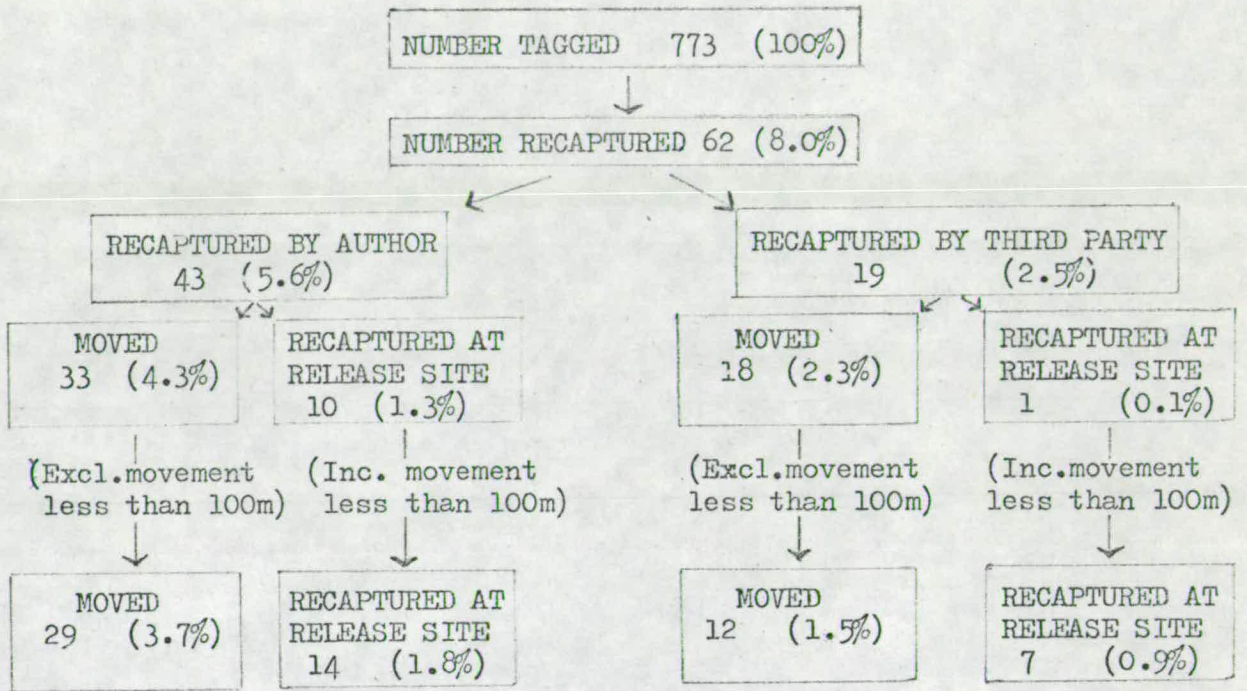 NUMBER TAGGED 773 (100%)
NUMBER RECAPTURED 62 (8.0%)
RECAPTURED BY AUTHOR
43 (5.6%)
RECAPTURED BY THIRD PARTY
19 (2.5%)
MOVED
33 (4.3%)
RECAPTURED AT
RELEASE SITE
10 (1.3%)
MOVED
18 (2.3%)
RECAPTURED AT
RELEASE SITE
1 (0.1%)
(Excl.movement
less than 100m)
(Inc. movement
less than 100m)
(Excl.movement
less than 100m)
(Inc.movement
less than 100m)
MOVED
29 (3.7%)
RECAPTURED AT
RELEASE SITE
14 (1.8%)
MOVED
12 (1.5%)
RECAPTURED AT
RELEASE SITE
7 (0.9%)